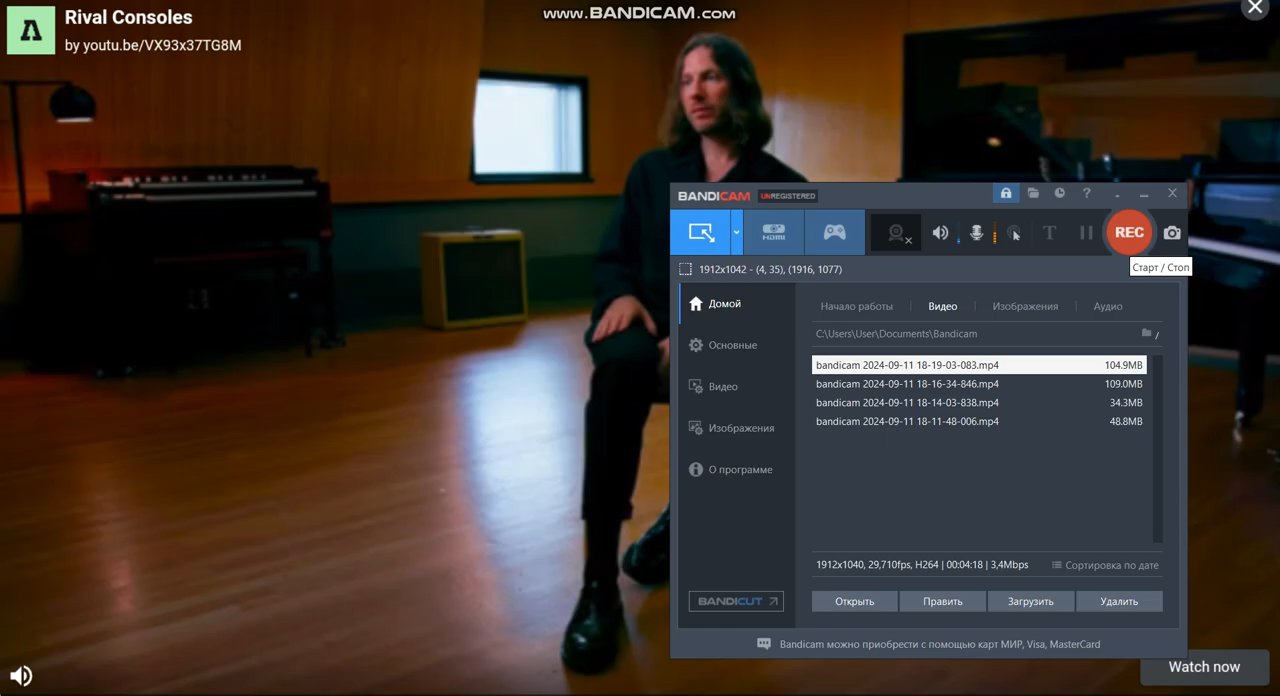 Rival Consoles
by youtu.be/VX93x37TG8M
www.BANDICAM.com
BANDICAM UNREGISTERED
HDMI
REC
Старт / Стоп
1912x1042 - (4, 35), (1916, 1077)
Домой
Основные
Видео
Изображения
О программе
BANDICUT
Начало работы
Видео
Изображения
Аудио
C:\Users\User\Documents\Bandicam
bandicam 2024-09-11 18-19-03-083.mp4 104.9MB
bandicam 2024-09-11 18-16-34-846.mp4 109.0MB
bandicam 2024-09-11 18-14-03-838.mp4 34.3MB
bandicam 2024-09-11 18-11-48-006.mp4 48.8MB
1912x1040, 29,710fps, H264 | 00:04:18 | 3,4Mbps
Сортировка по дате
Открыть
Править
Загрузить
Удалить
Bandicam можно приобрести с помощью карт МИР, Visa, MasterCard
Watch now